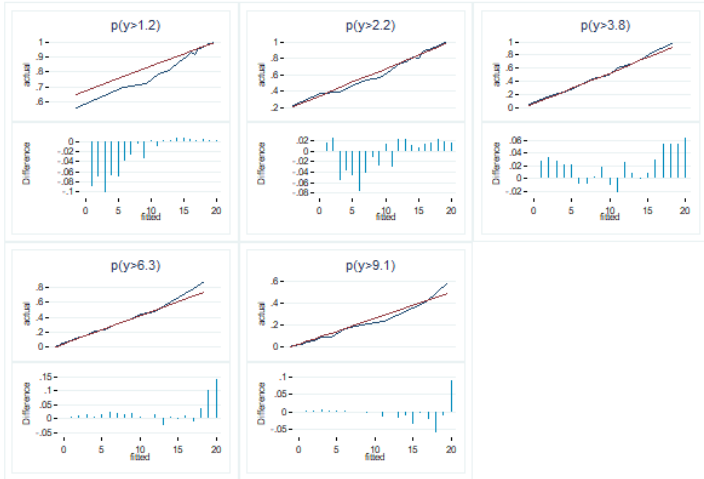 p(y>1.2)
actual
1
.9
.8
.7
.6
Difference
0
-.02
-.04
-.06
-.08
-.1
0 5 10 15 20
fitted
p(y>2.2)
actual
1
.8
.6
.4
.2
Difference
.02
0
-.02
-.04
-.06
-.08
0 5 10 15 20
fitted
p(y>3.8)
actual
1
.8
.6
.4
.2
0
Difference
.06
.04
.02
0
-.02
0 5 10 15 20
fitted
p(y>6.3)
actual
.8
.6
.4
.2
0
Difference
.15
.1
.05
0
-.05
0 5 10 15 20
fitted
p(y>9.1)
actual
.6
.4
.2
0
Difference
.1
.05
0
-.05
0 5 10 15 20
fitted